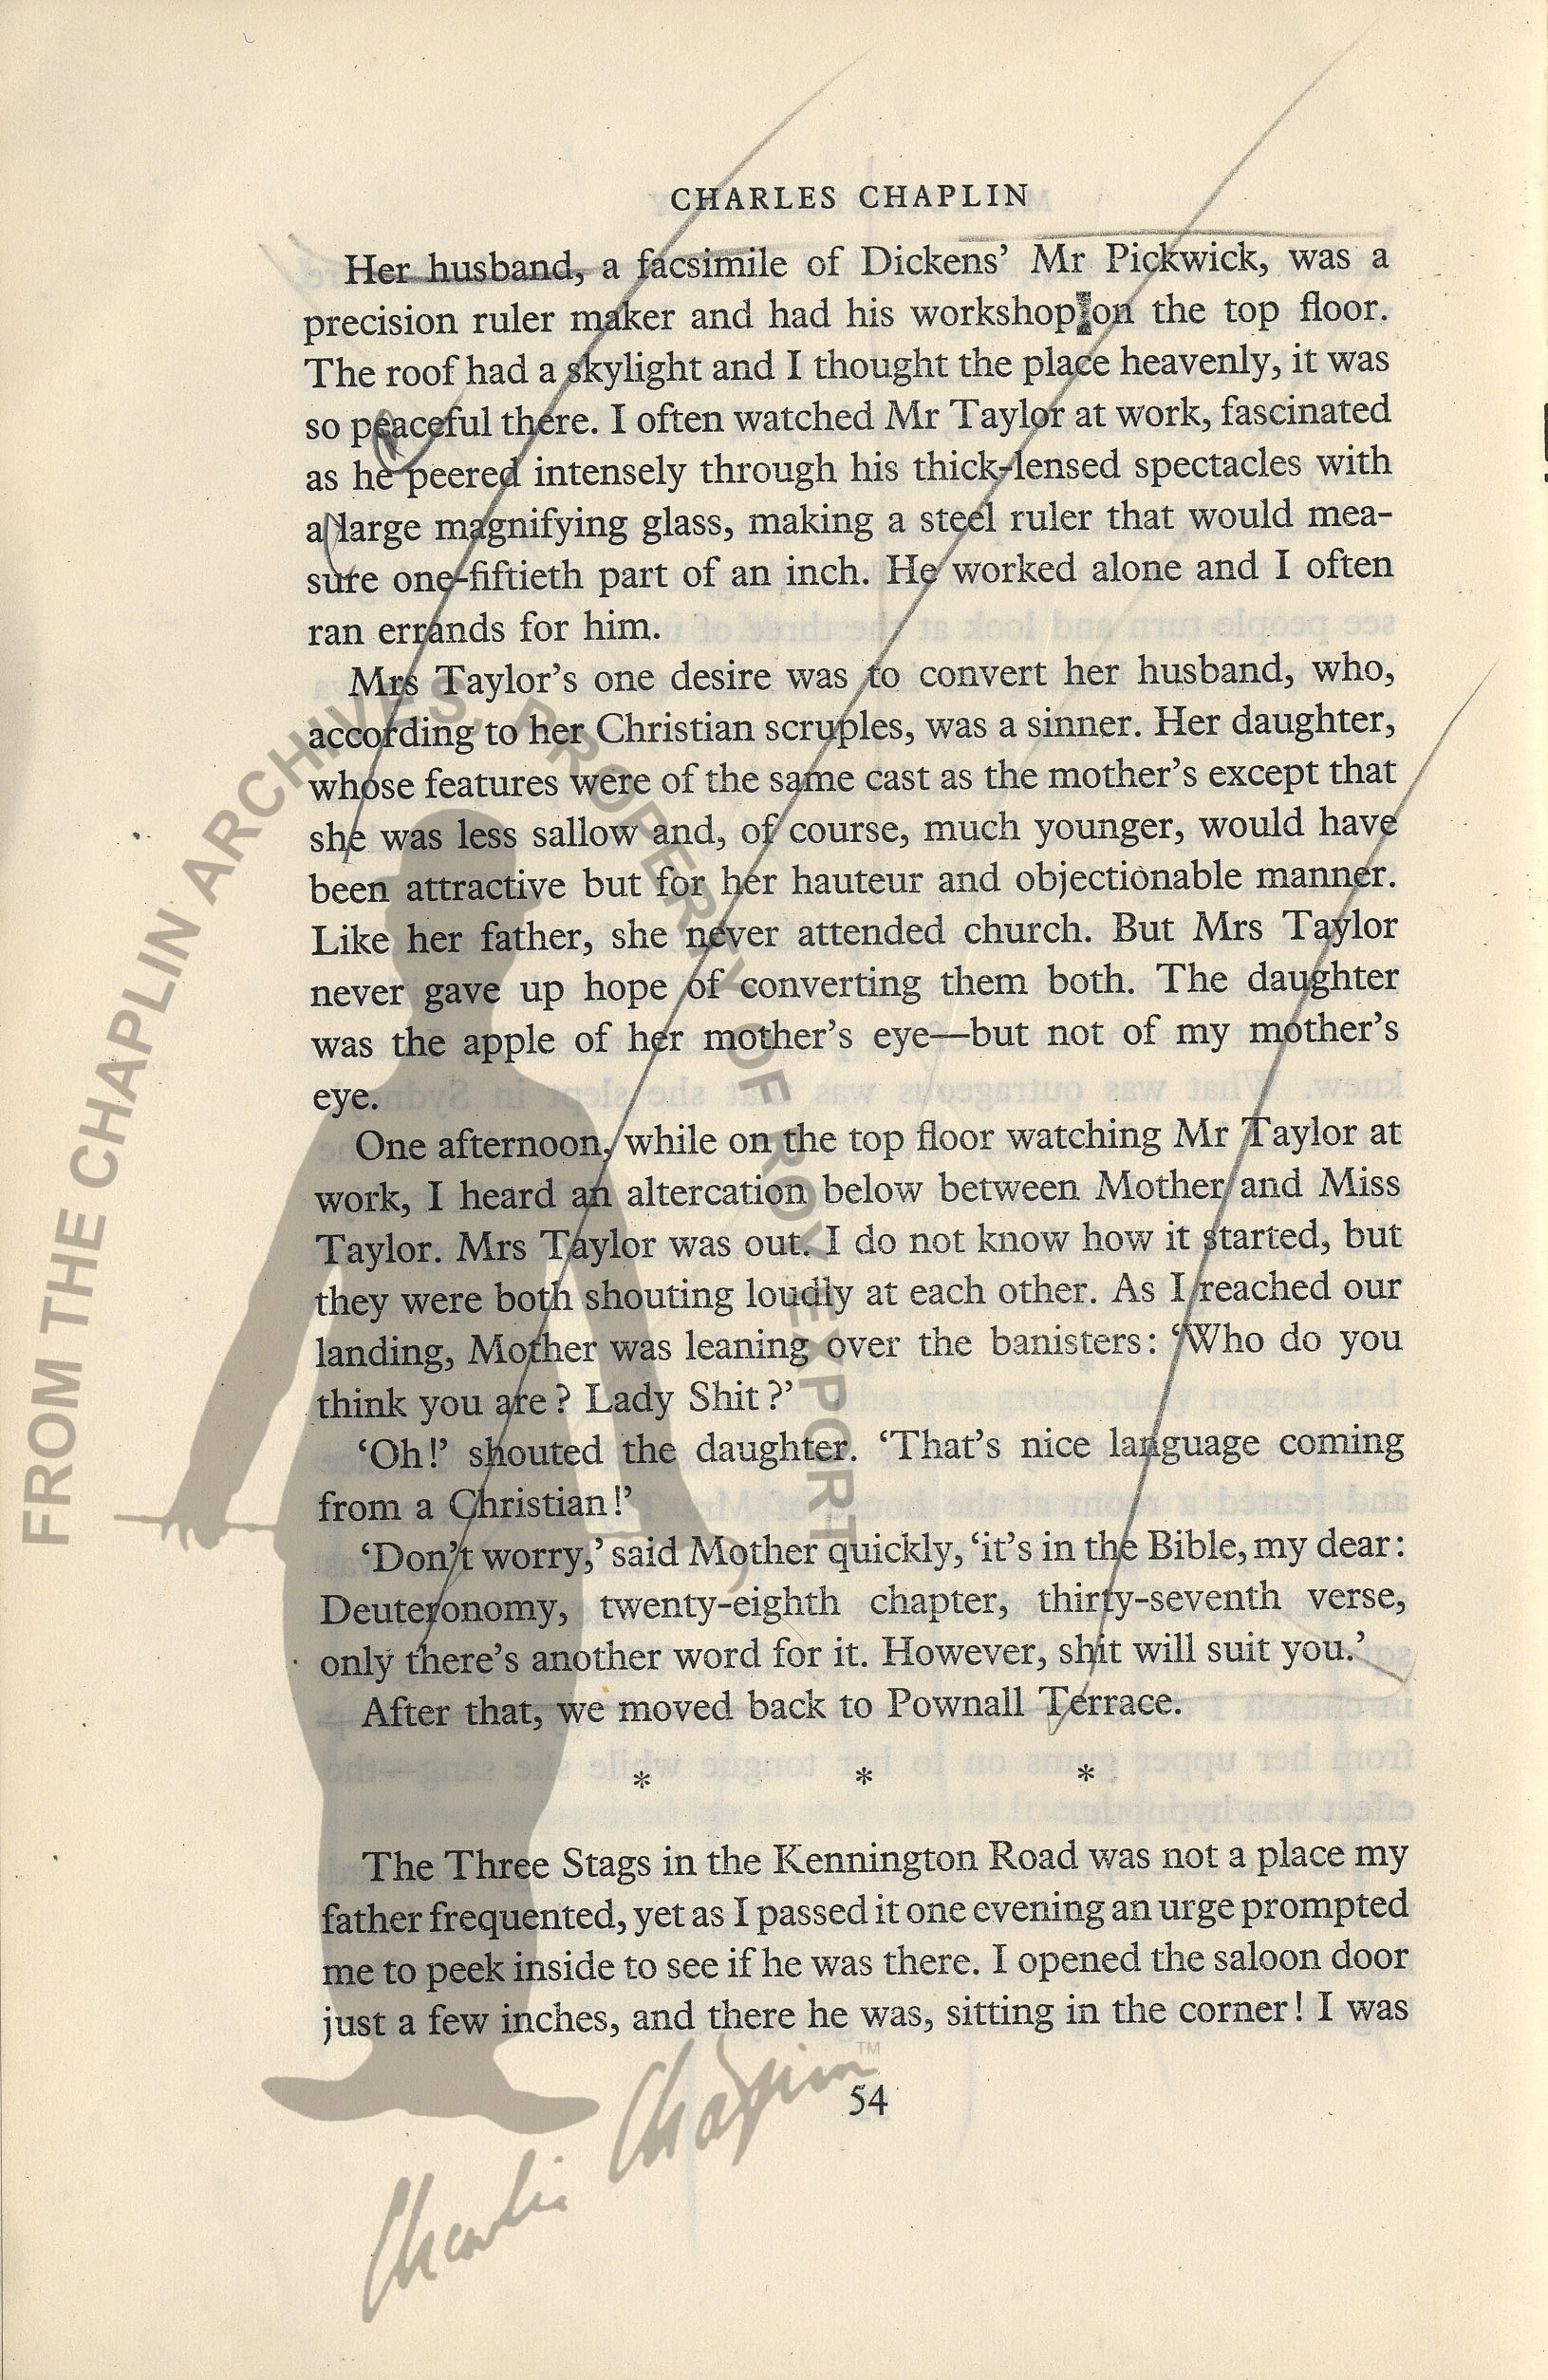 CHARLES CHAPLIN
Her husband, a facsimile of Dickens’ Mr Pickwick, was a
precision ruler maker and had his workshop on the top floor.
The roof had a skylight and I thought the place heavenly, it was
so peaceful there. I often watched Mr Taylor at work, fascinated
as he peered intensely through his thick-lensed spectacles with
a large magnifying glass, making a steel ruler that would mea-
sure one-fiftieth part of an inch. He worked alone and I often
ran errands for him.
Mrs Taylor’s one desire was to convert her husband, who,
according to her Christian scruples, was a sinner. Her daughter,
whose features were of the same cast as the mother’s except that
she was less sallow and, of course, much younger, would have
been attractive but for her hauteur and objectionable manner.
Like her father, she never attended church. But Mrs Taylor
never gave up hope of converting them both. The daughter
was the apple of her mother’s eye—but not of my mother’s
eye.
One afternoon, while on the top floor watching Mr Taylor at
work, I heard an altercation below between Mother and Miss
Taylor. Mrs Taylor was out. I do not know how it started, but
they were both shouting loudly at each other. As I reached our
landing, Mother was leaning over the banisters: ‘Who do you
think you are? Lady Shit?’
‘Oh!’ shouted the daughter. ‘That’s nice language coming
from a Christian!’
‘Don’t worry,’ said Mother quickly, ‘it’s in the Bible, my dear:
Deuteronomy, twenty-eighth chapter, thirty-seventh verse,
only there’s another word for it. However, shit will suit you.’
After that, we moved back to Pownall Terrace.
* * *
The Three Stags in the Kennington Road was not a place my
father frequented, yet as I passed it one evening an urge prompted
me to peek inside to see if he was there. I opened the saloon door
just a few inches, and there he was, sitting in the corner! I was
54
FROM THE CHAPLIN ARCHIVES. PROPERTY OF ROY EXPORT
Charlie Chaplin™